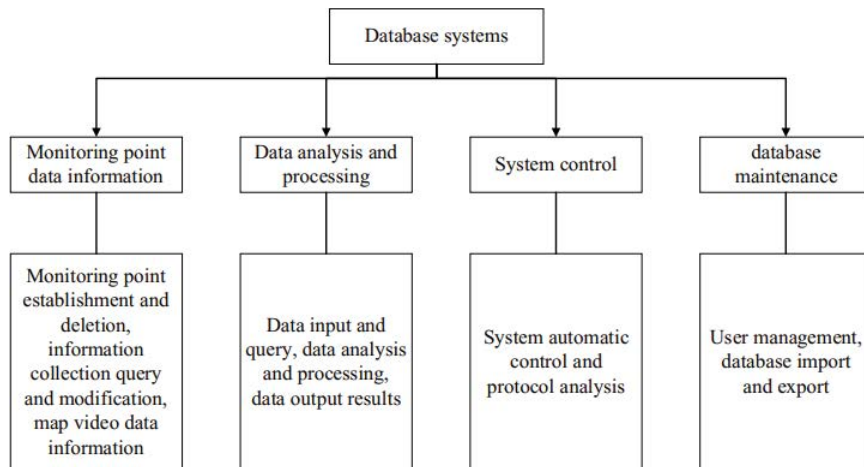 Database systems
Monitoring point
data information
Data analysis and
processing
System control
database
maintenance
Monitoring point
establishment and
deletion,
information
collection query
and modification,
map video data
information
Data input and
query, data analysis
and processing,
data output results
System automatic
control and
protocol analysis
User management,
database import
and export